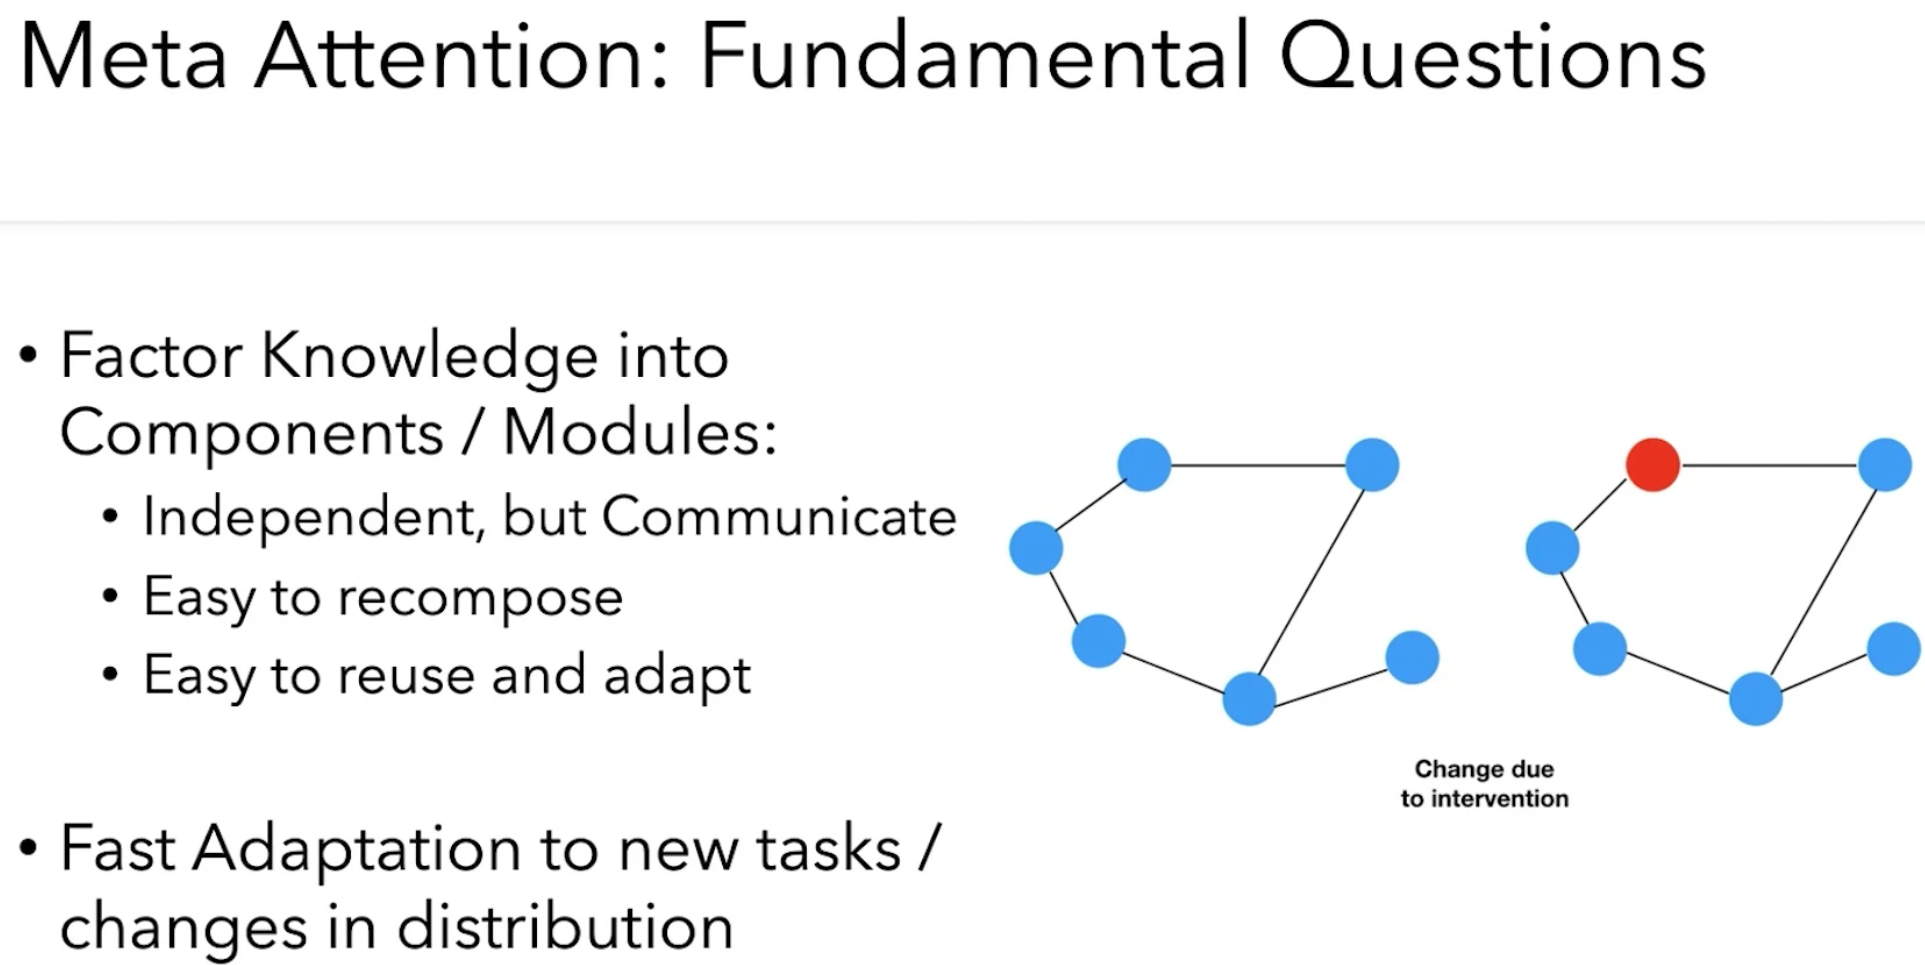 Meta Attention: Fundamental Questions
• Factor Knowledge into
Components / Modules:
• Independent, but Communicate
• Easy to recompose
• Easy to reuse and adapt
• Fast Adaptation to new tasks /
changes in distribution
Change due
to intervention